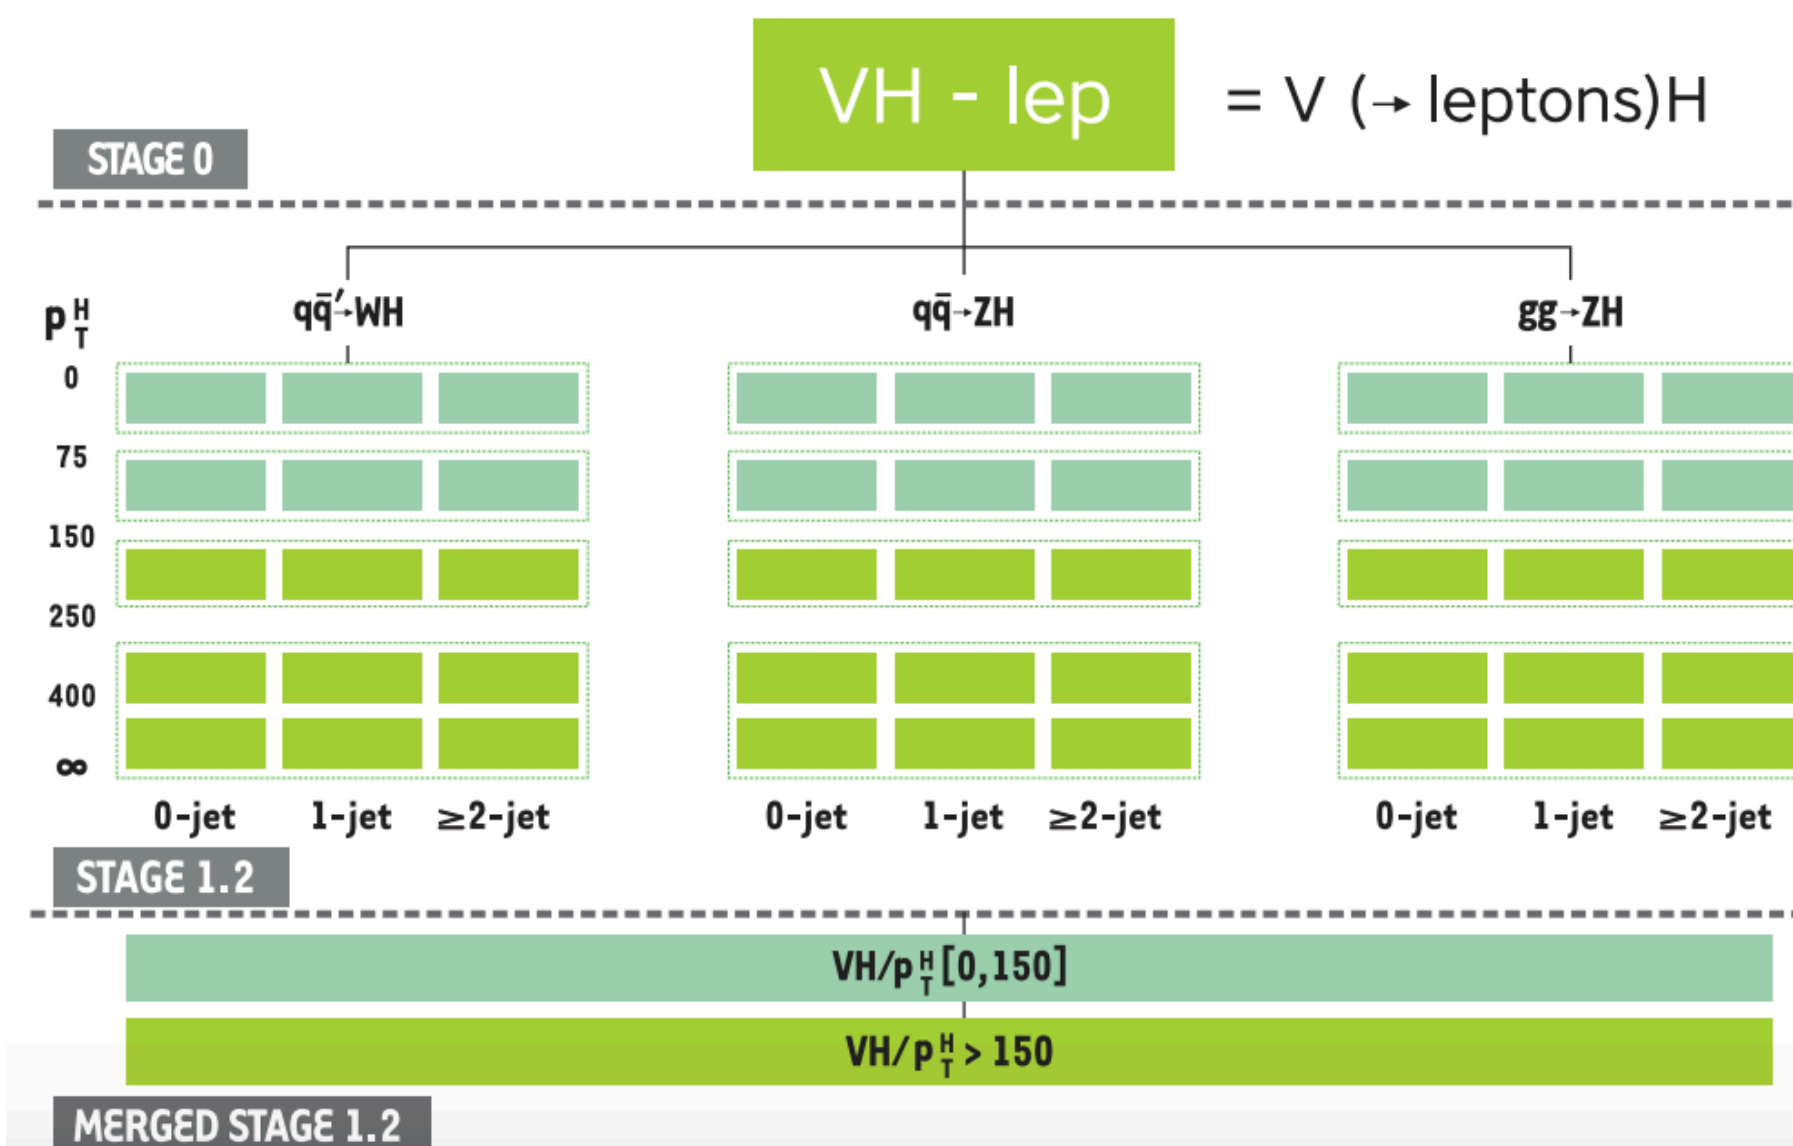 VH - lep = V (→ leptons)H
STAGE 0
p_T^H qq̄′→WH qq̄→ZH gg→ZH
0
75
150
250
400
∞
0-jet 1-jet ≥2-jet 0-jet 1-jet ≥2-jet 0-jet 1-jet ≥2-jet
STAGE 1.2
VH/p_T^H [0,150]
VH/p_T^H > 150
MERGED STAGE 1.2